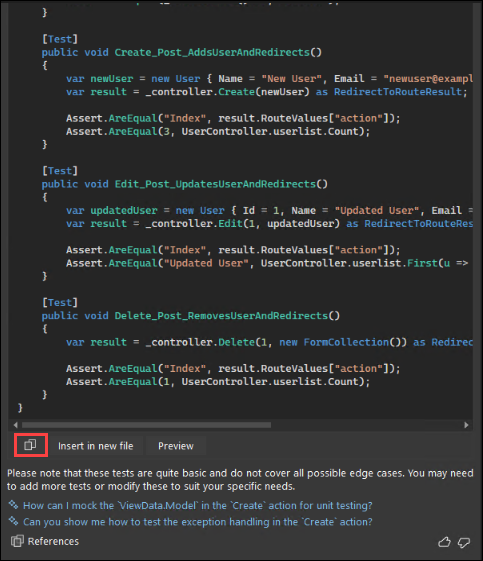 }
[Test]
public void Create_Post_AddsUserAndRedirects()
{
var newUser = new User { Name = "New User", Email = "newuser@examp
var result = _controller.Create(newUser) as RedirectToRouteResult;
Assert.AreEqual("Index", result.RouteValues["action"]);
Assert.AreEqual(3, UserController.userlist.Count);
}
[Test]
public void Edit_Post_UpdatesUserAndRedirects()
{
var updatedUser = new User { Id = 1, Name = "Updated User", Email =
var result = _controller.Edit(1, updatedUser) as RedirectToRouteRes
Assert.AreEqual("Index", result.RouteValues["action"]);
Assert.AreEqual("Updated User", UserController.userlist.First(u =>
}
[Test]
public void Delete_Post_RemovesUserAndRedirects()
{
var result = _controller.Delete(1, new FormCollection()) as Redirec
Assert.AreEqual("Index", result.RouteValues["action"]);
Assert.AreEqual(1, UserController.userlist.Count);
}
}
Insert in new file Preview
Please note that these tests are quite basic and do not cover all possible edge cases. You may need
to add more tests or modify these to suit your specific needs.
How can I mock the `ViewData.Model` in the `Create` action for unit testing?
Can you show me how to test the exception handling in the `Create` action?
References